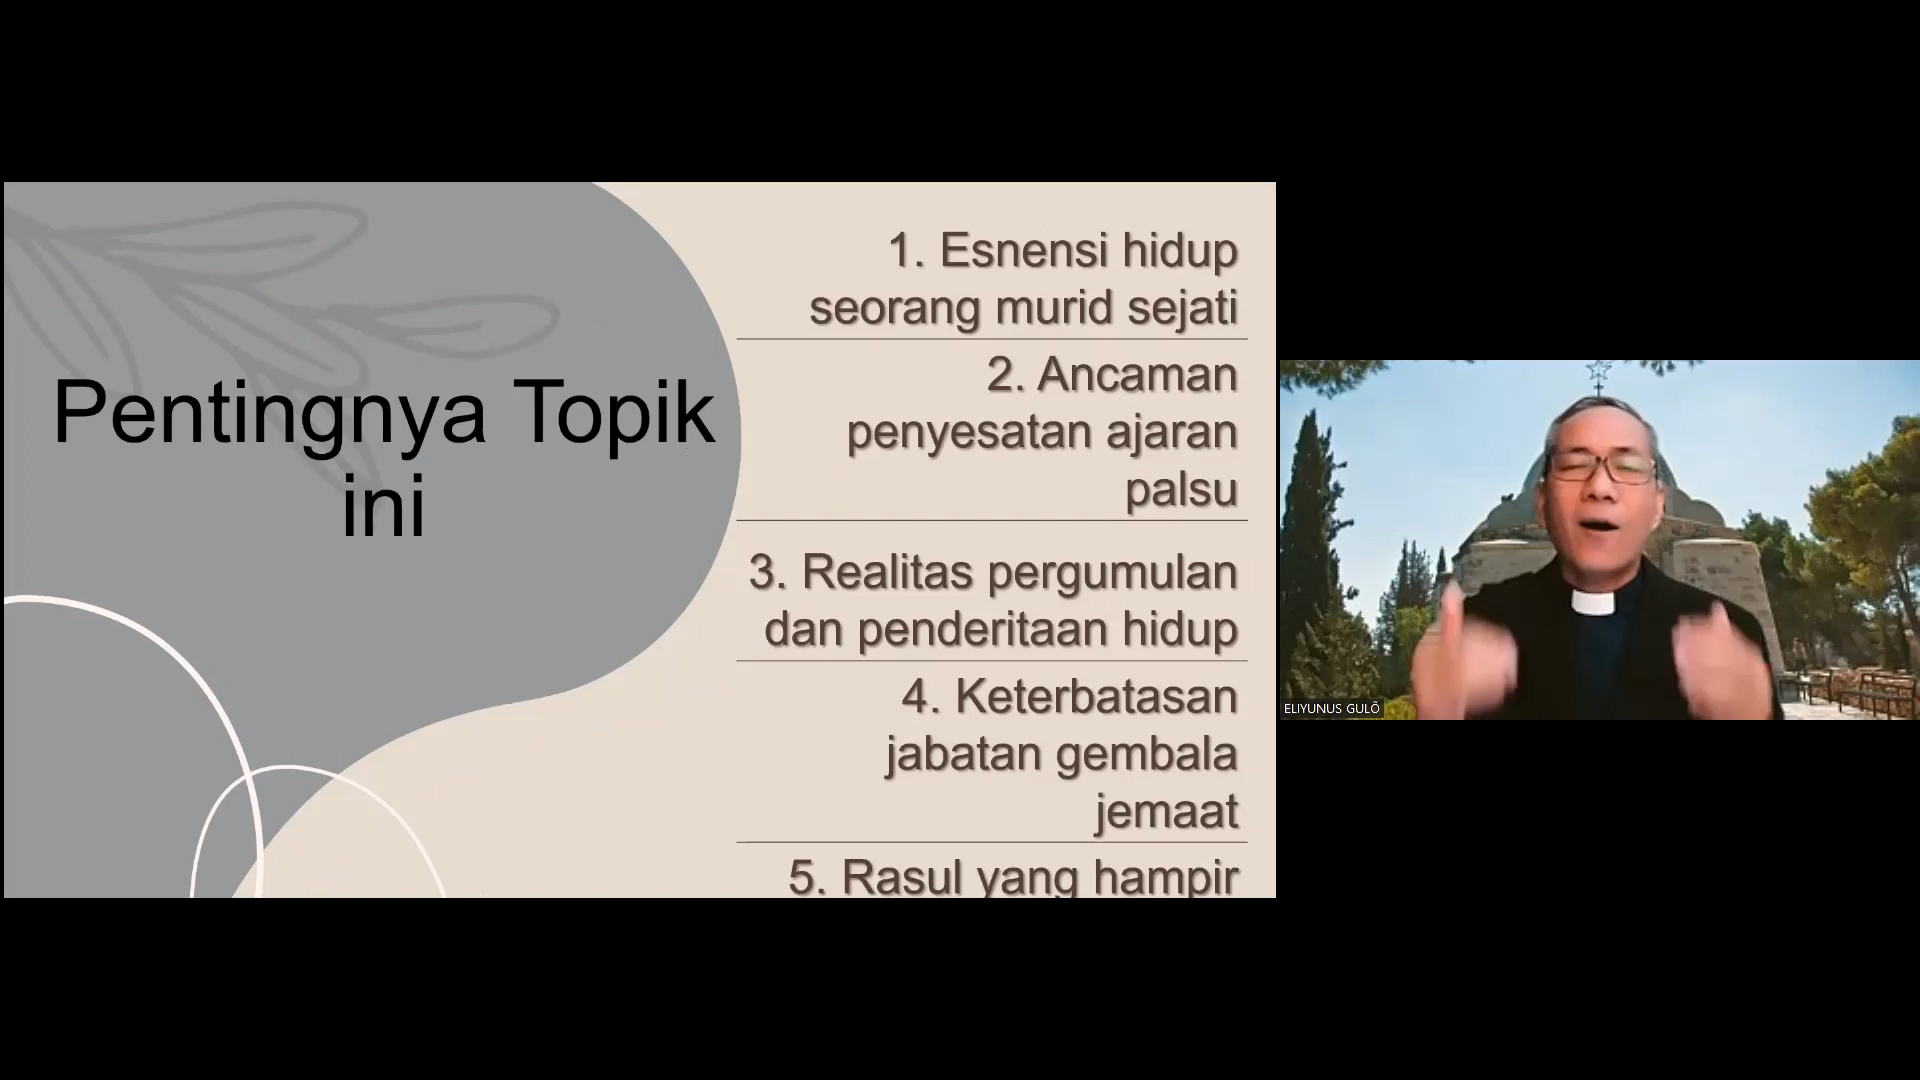 Pentingnya Topik
ini
1. Esnensi hidup
seorang murid sejati
2. Ancaman
penyesatan ajaran
palsu
3. Realitas pergumulan
dan penderitaan hidup
4. Keterbatasan
jabatan gembala
jemaat
5. Rasul yang hampir
ELIYUNUS GULÕ